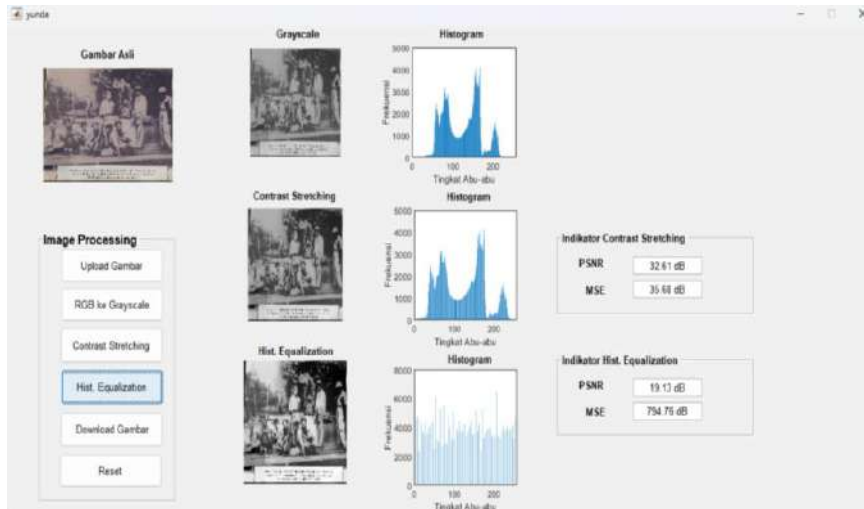 yunda
Gambar Asli
Grayscale
Histogram
Frekuensi
5000
4000
3000
2000
1000
0
0 100 200
Tingkat Abu-abu
Contrast Stretching
Histogram
Frekuensi
5000
4000
3000
2000
1000
0
0 100 200
Tingkat Abu-abu
Hist. Equalization
Histogram
Frekuensi
8000
6000
4000
2000
0
0 100 200
Tingkat Abu-abu
Image Processing
Upload Gambar
RGB ke Grayscale
Contrast Stretching
Hist. Equalization
Download Gambar
Reset
Indikator Contrast Stretching
PSNR 32.61 dB
MSE 35.68 dB
Indikator Hist. Equalization
PSNR 19.13 dB
MSE 794.76 dB